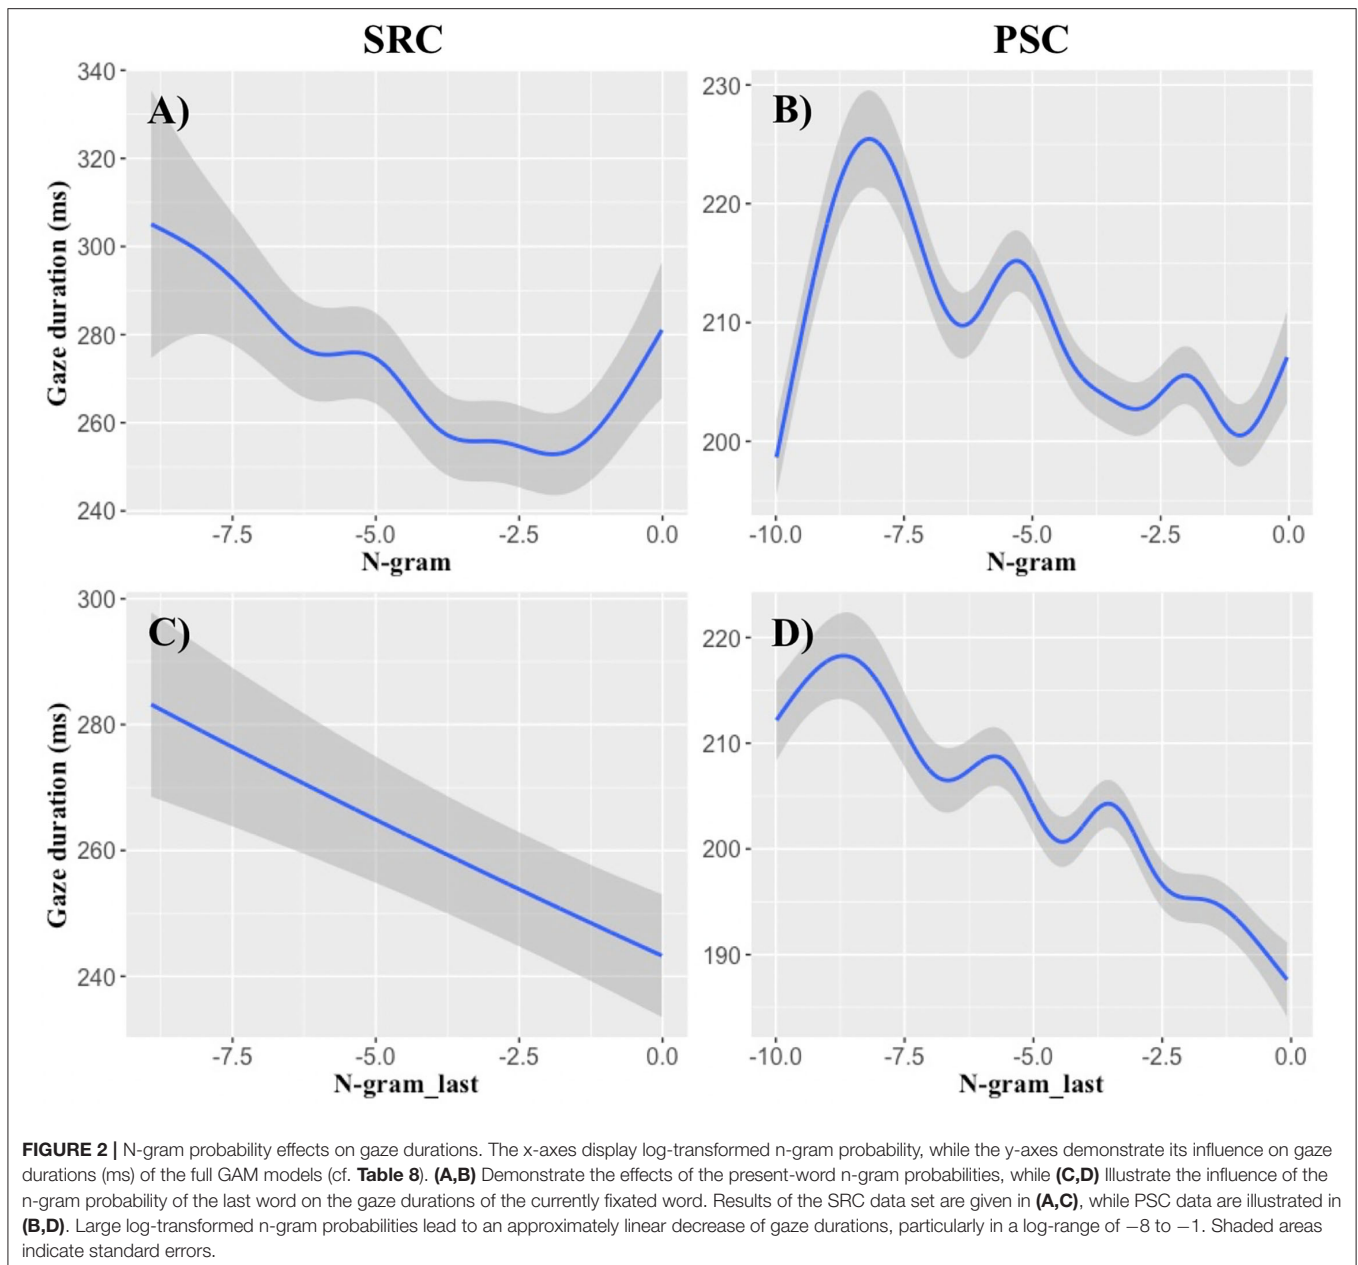 SRC
PSC
A)
340
320
300
280
260
240
Gaze duration (ms)
-7.5
-5.0
-2.5
0.0
N-gram
B)
230
220
210
200
-10.0
-7.5
-5.0
-2.5
0.0
N-gram
C)
300
280
260
240
Gaze duration (ms)
-7.5
-5.0
-2.5
0.0
N-gram_last
D)
220
210
200
190
-10.0
-7.5
-5.0
-2.5
0.0
N-gram_last
FIGURE 2 | N-gram probability effects on gaze durations. The x-axes display log-transformed n-gram probability, while the y-axes demonstrate its influence on gaze
durations (ms) of the full GAM models (cf. Table 8). (A,B) Demonstrate the effects of the present-word n-gram probabilities, while (C,D) Illustrate the influence of the
n-gram probability of the last word on the gaze durations of the currently fixated word. Results of the SRC data set are given in (A,C), while PSC data are illustrated in
(B,D). Large log-transformed n-gram probabilities lead to an approximately linear decrease of gaze durations, particularly in a log-range of −8 to −1. Shaded areas
indicate standard errors.